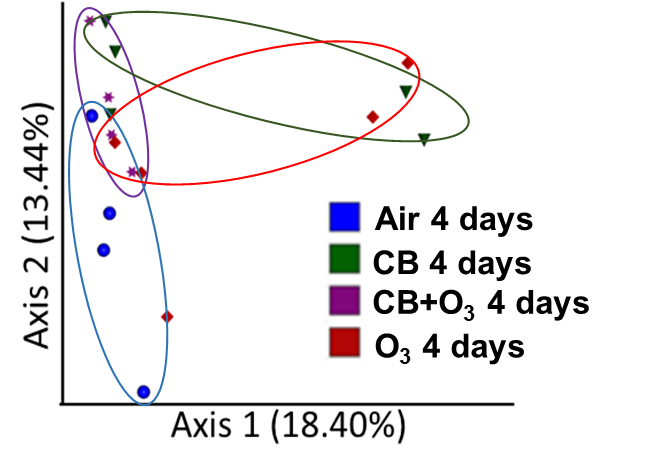 Axis 2 (13.44%)
Air 4 days
CB 4 days
CB+O₃ 4 days
O₃ 4 days
Axis 1 (18.40%)